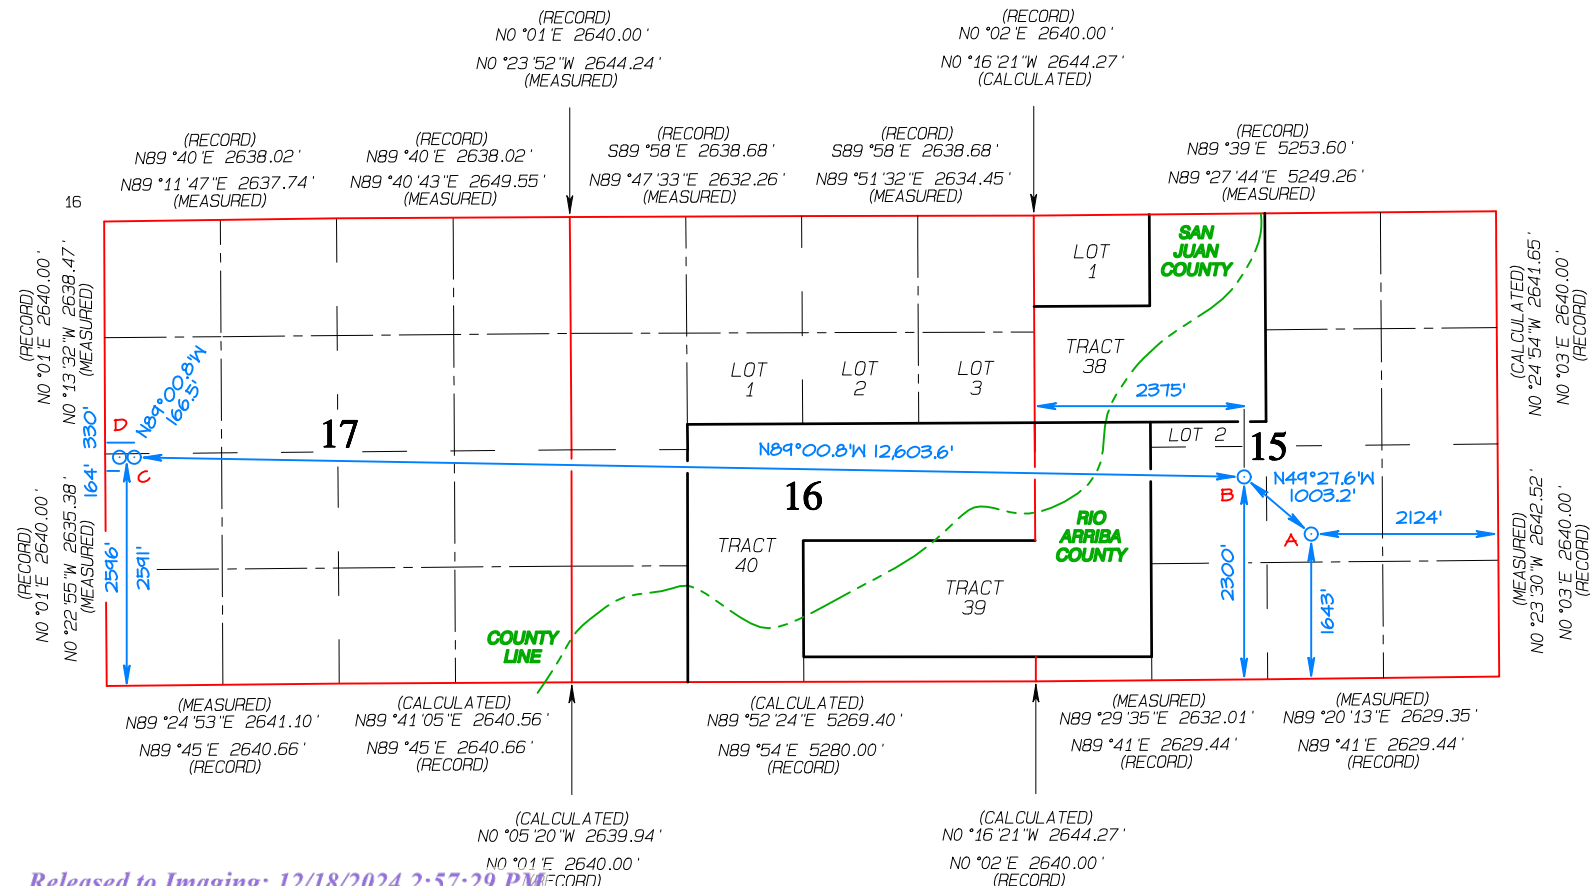 (RECORD)
N0°01'E 2640.00'
N0°23'52"W 2644.24'
(MEASURED)
(RECORD)
N0°02'E 2640.00'
N0°16'21"W 2644.27'
(CALCULATED)
(RECORD)
N89°40'E 2638.02'
N89°11'47"E 2637.74'
(MEASURED)
(RECORD)
N89°40'E 2638.02'
N89°40'43"E 2649.55'
(MEASURED)
(RECORD)
S89°58'E 2638.68'
N89°47'33"E 2632.26'
(MEASURED)
(RECORD)
S89°58'E 2638.68'
N89°51'32"E 2634.45'
(MEASURED)
(RECORD)
N89°39'E 5253.60'
N89°27'44"E 5249.26'
(MEASURED)
16
(RECORD)
N0°01'E 2640.00'
N0°13'32"W 2638.47'
(MEASURED)
(RECORD)
N0°01'E 2640.00'
N0°22'55"W 2635.38'
(MEASURED)
LOT
1
SAN
JUAN
COUNTY
TRACT
38
LOT
1
LOT
2
LOT
3
2375'
LOT 2
15
N89°00.8'W
166.5'
D
330'
17
C
164'
N89°00.8'W 12,603.6'
16
B
N49°27.6'W
1003.2'
A
2124'
2596'
2591'
2300'
1643'
RIO
ARRIBA
COUNTY
TRACT
40
TRACT
39
COUNTY
LINE
(CALCULATED)
N0°24'54"W 2641.65'
N0°03'E 2640.00'
(RECORD)
(MEASURED)
N0°23'30"W 2642.52'
N0°03'E 2640.00'
(RECORD)
(MEASURED)
N89°24'53"E 2641.10'
N89°45'E 2640.66'
(RECORD)
(CALCULATED)
N89°41'05"E 2640.56'
N89°45'E 2640.66'
(RECORD)
(CALCULATED)
N89°52'24"E 5269.40'
N89°54'E 5280.00'
(RECORD)
(MEASURED)
N89°29'35"E 2632.01'
N89°41'E 2629.44'
(RECORD)
(MEASURED)
N89°20'13"E 2629.35'
N89°41'E 2629.44'
(RECORD)
(CALCULATED)
N0°05'20"W 2639.94'
N0°01'E 2640.00'
(RECORD)
(CALCULATED)
N0°16'21"W 2644.27'
N0°02'E 2640.00'
(RECORD)
Released to Imaging: 12/18/2024 2:57:29 PM